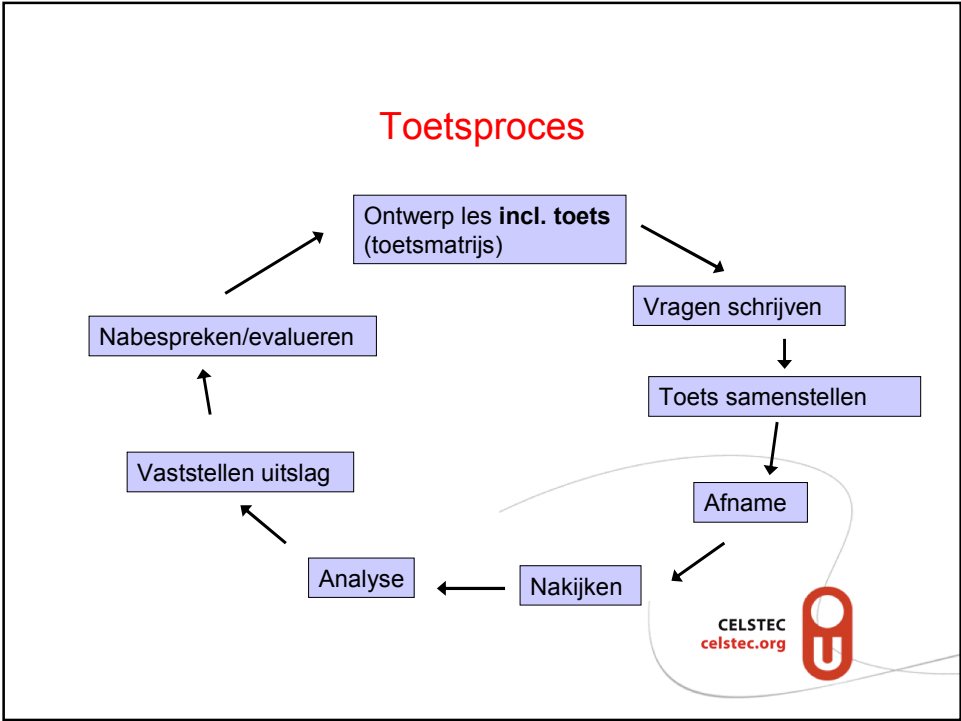 Toetsproces
Ontwerp les incl. toets
(toetsmatrijs)
Vragen schrijven
Toets samenstellen
Afname
Nakijken
Analyse
Vaststellen uitslag
Nabespreken/evalueren
CELSTEC
celstec.org